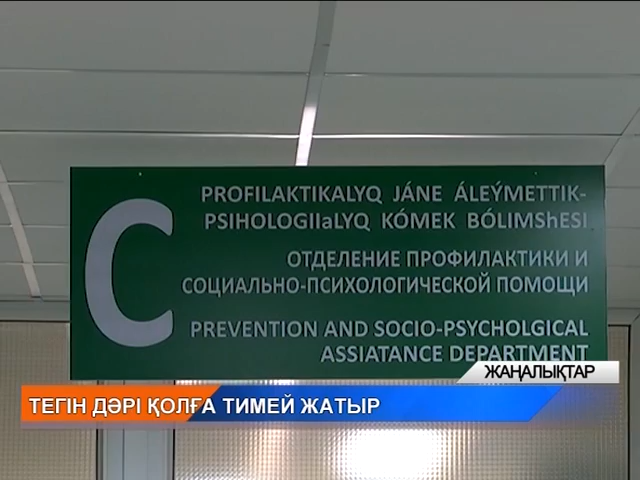 C
PROFILAKTIKALYQ JÁNE ÁLEÝMETTIK-
PSIHOLOGIIaLYQ KÓMEK BÓLIMShESI
ОТДЕЛЕНИЕ ПРОФИЛАКТИКИ И
СОЦИАЛЬНО-ПСИХОЛОГИЧЕСКОЙ ПОМОЩИ
PREVENTION AND SOCIO-PSYCHOLGICAL
ASSIATANCE DEPARTMENT
ЖАҢАЛЫҚТАР
ТЕГІН ДӘРІ ҚОЛҒА ТИМЕЙ ЖАТЫР